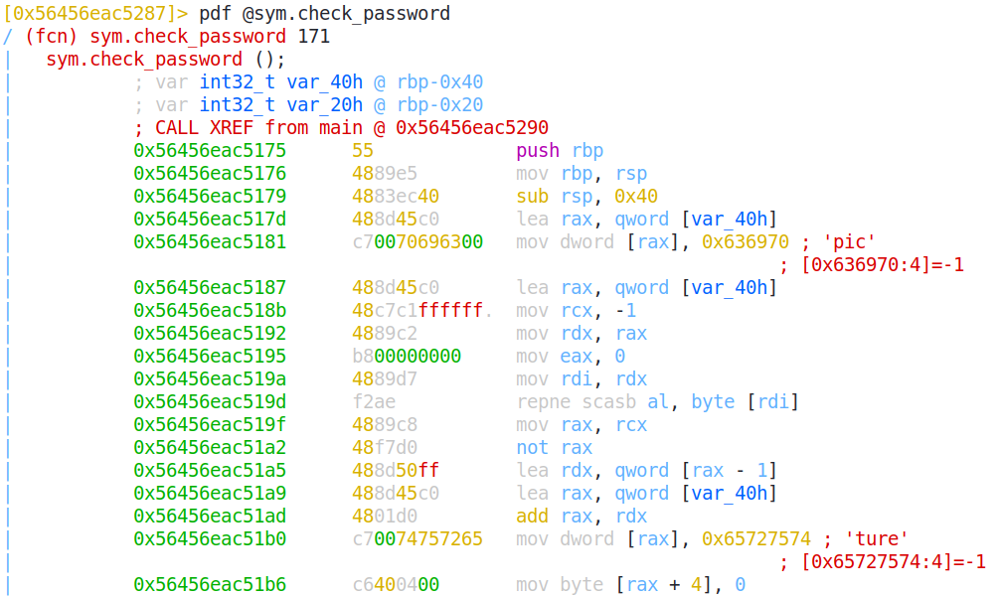 [0x56456eac5287]> pdf @sym.check_password
/ (fcn) sym.check_password 171
|   sym.check_password ();
|           ; var int32_t var_40h @ rbp-0x40
|           ; var int32_t var_20h @ rbp-0x20
|           ; CALL XREF from main @ 0x56456eac5290
|           0x56456eac5175      55             push rbp
|           0x56456eac5176      4889e5         mov rbp, rsp
|           0x56456eac5179      4883ec40       sub rsp, 0x40
|           0x56456eac517d      488d45c0       lea rax, qword [var_40h]
|           0x56456eac5181      c70070696300   mov dword [rax], 0x636970 ; 'pic'
|                                                                      ; [0x636970:4]=-1
|           0x56456eac5187      488d45c0       lea rax, qword [var_40h]
|           0x56456eac518b      48c7c1ffffff.  mov rcx, -1
|           0x56456eac5192      4889c2         mov rdx, rax
|           0x56456eac5195      b800000000     mov eax, 0
|           0x56456eac519a      4889d7         mov rdi, rdx
|           0x56456eac519d      f2ae           repne scasb al, byte [rdi]
|           0x56456eac519f      4889c8         mov rax, rcx
|           0x56456eac51a2      48f7d0         not rax
|           0x56456eac51a5      488d50ff       lea rdx, qword [rax - 1]
|           0x56456eac51a9      488d45c0       lea rax, qword [var_40h]
|           0x56456eac51ad      4801d0         add rax, rdx
|           0x56456eac51b0      c70074757265   mov dword [rax], 0x65727574 ; 'ture'
|                                                                      ; [0x65727574:4]=-1
|           0x56456eac51b6      c6400400       mov byte [rax + 4], 0